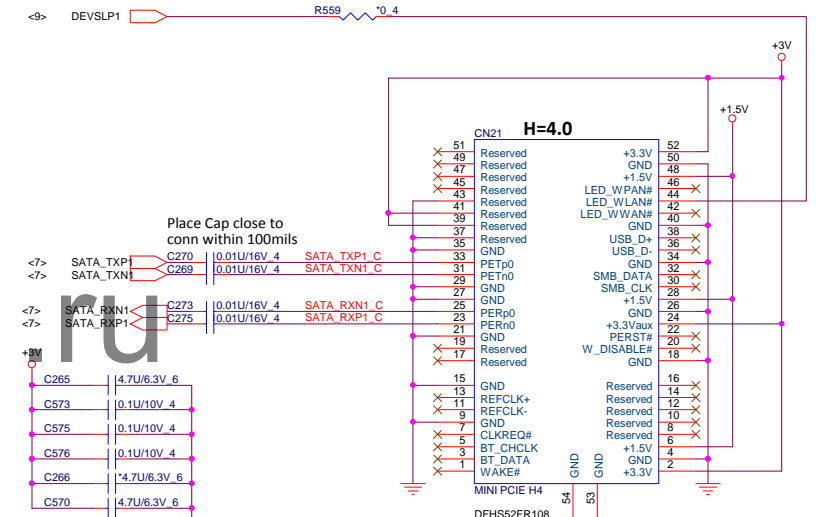 <9> DEVSLP1 R559 *0_4
+3V
+1.5V
CN21 H=4.0
51 Reserved +3.3V 52
49 Reserved GND 50
47 Reserved +1.5V 48
45 Reserved LED_WPAN# 46
43 Reserved LED_WLAN# 44
41 Reserved LED_WWAN# 42
39 Reserved GND 40
37 Reserved USB_D+ 38
35 GND USB_D- 36
33 PETp0 GND 34
31 PETn0 SMB_DATA 32
29 GND SMB_CLK 30
27 GND +1.5V 28
25 PERp0 GND 26
23 PERn0 +3.3Vaux 24
21 GND PERST# 22
19 Reserved W_DISABLE# 20
17 Reserved GND 18
15 GND Reserved 16
13 REFCLK+ Reserved 14
11 REFCLK- Reserved 12
9 GND Reserved 10
7 CLKREQ# Reserved 8
5 BT_CHCLK +1.5V 6
3 BT_DATA GND 4
1 WAKE# +3.3V 2
GND GND
54 53
MINI PCIE H4
DFHS52FR108
Place Cap close to
conn within 100mils
<7> SATA_TXP1 C270 0.01U/16V_4 SATA_TXP1_C
<7> SATA_TXN1 C269 0.01U/16V_4 SATA_TXN1_C
<7> SATA_RXN1 C273 0.01U/16V_4 SATA_RXN1_C
<7> SATA_RXP1 C275 0.01U/16V_4 SATA_RXP1_C
.ru
+3V
C265 4.7U/6.3V_6
C573 0.1U/10V_4
C575 0.1U/10V_4
C576 0.1U/10V_4
C266 *4.7U/6.3V_6
C570 4.7U/6.3V_6